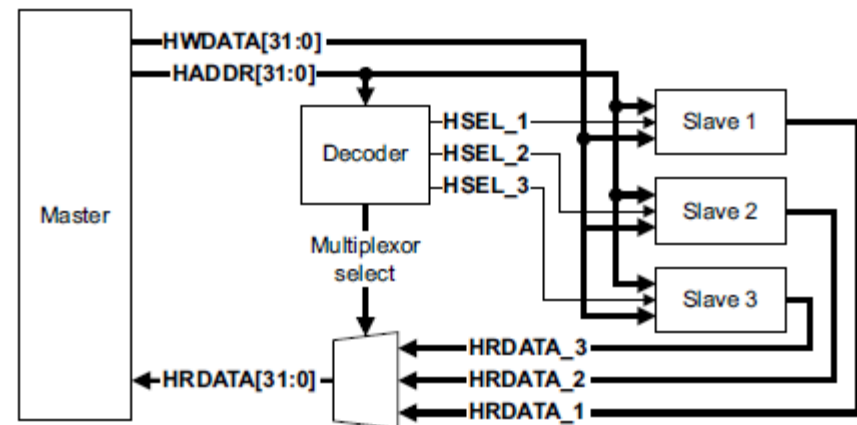 HWDATA[31:0]
HADDR[31:0]
HSEL_1
HSEL_2
HSEL_3
Decoder
Slave 1
Slave 2
Slave 3
Master
Multiplexor
select
HRDATA_3
HRDATA[31:0]
HRDATA_2
HRDATA_1